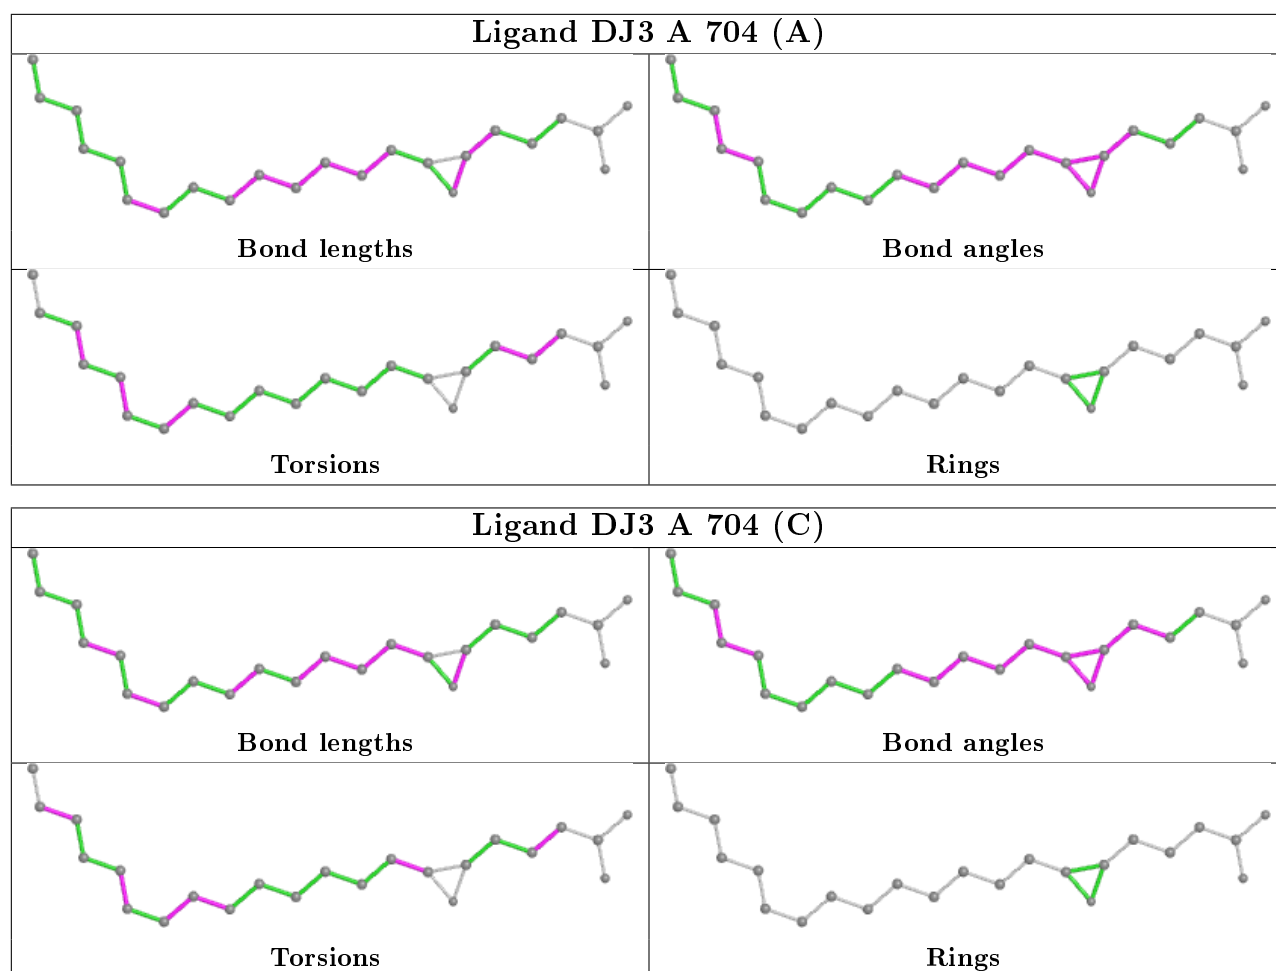 Ligand DJ3 A 704 (A)
Bond lengths
Bond angles
Torsions
Rings
Ligand DJ3 A 704 (C)
Bond lengths
Bond angles
Torsions
Rings